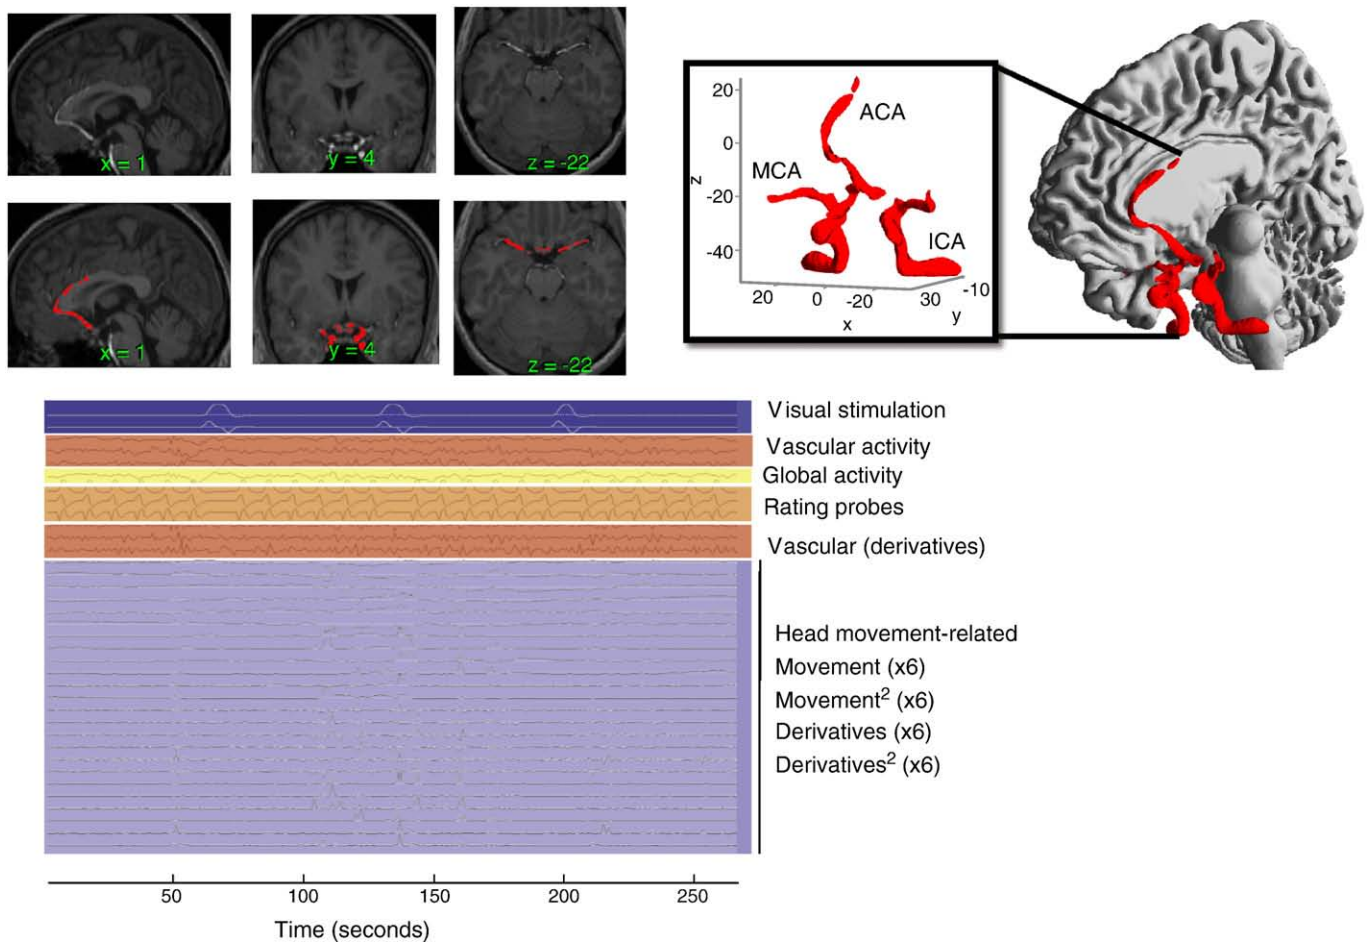 x = 1
y = 4
z = -22
x = 1
y = 4
z = -22
20
0
-20
-40
z
ACA
MCA
ICA
20
0
-20
x
30
-10
y
Visual stimulation
Vascular activity
Global activity
Rating probes
Vascular (derivatives)
Head movement-related
Movement (x6)
Movement² (x6)
Derivatives (x6)
Derivatives² (x6)
50 100 150 200 250
Time (seconds)